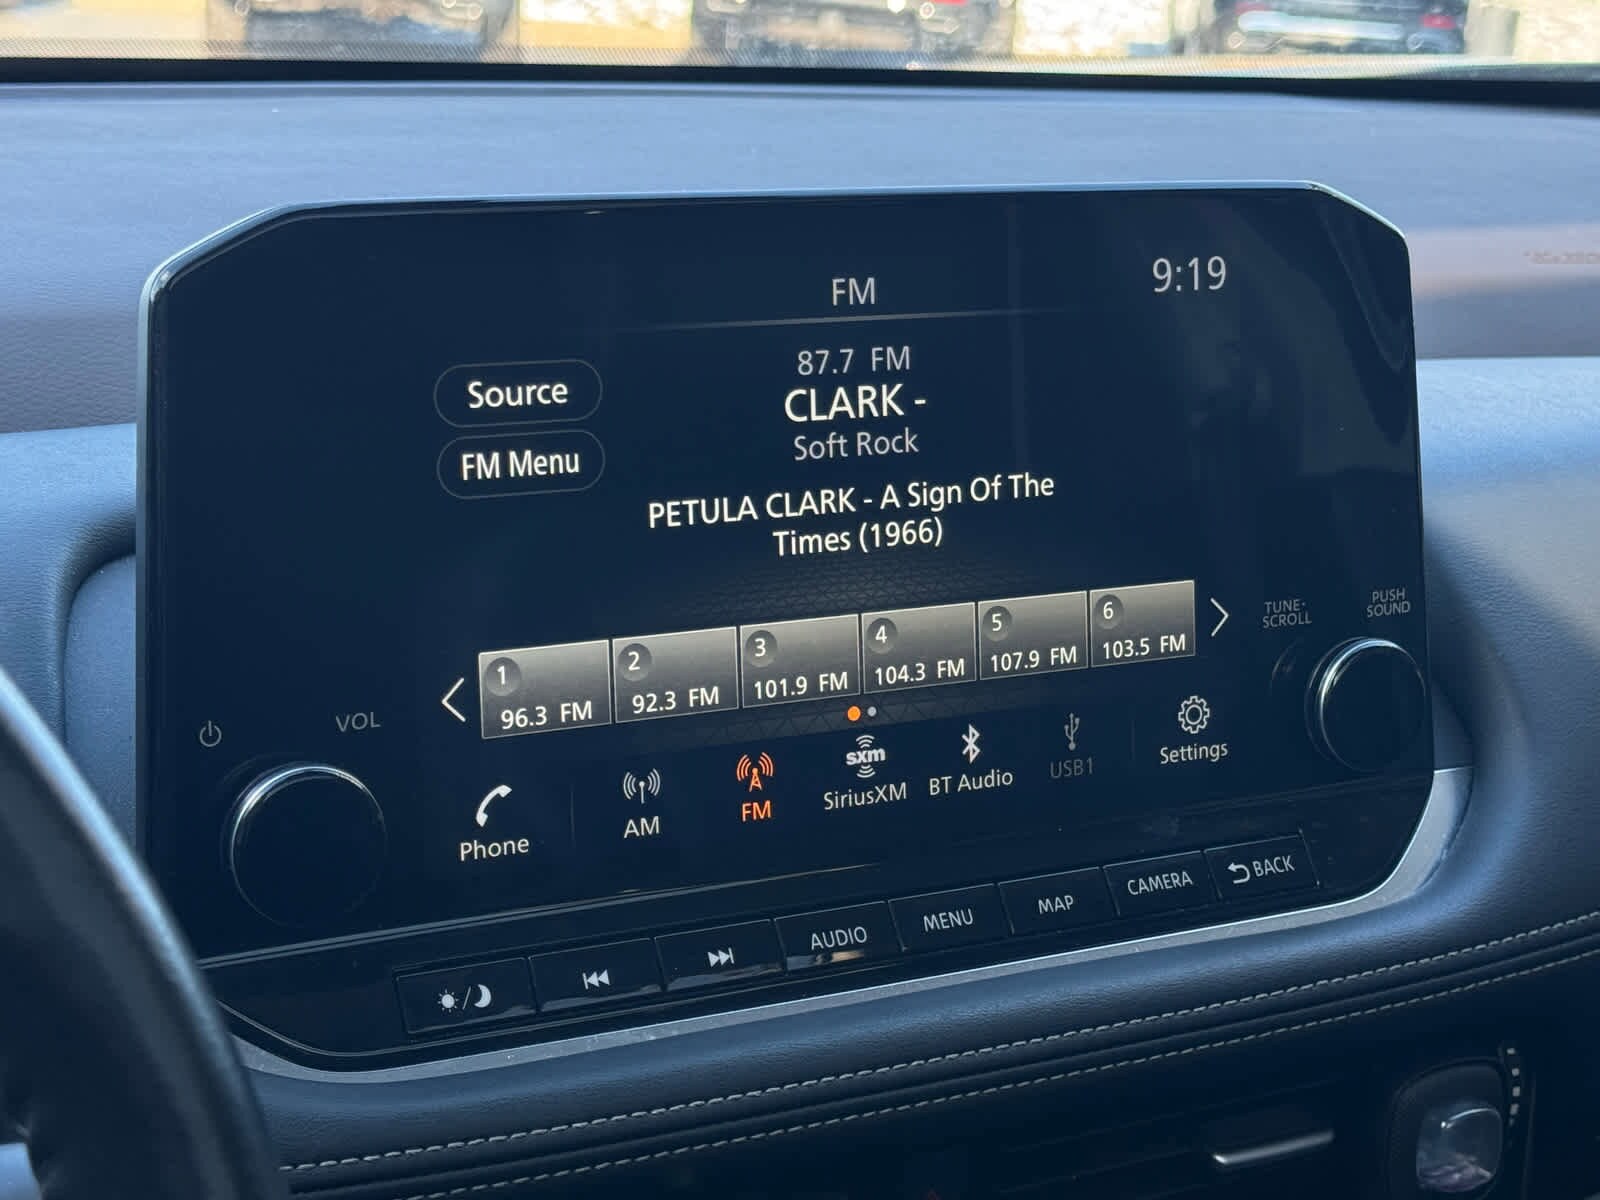 FM
9:19
87.7 FM
CLARK -
Soft Rock
Source
FM Menu
PETULA CLARK - A Sign Of The
Times (1966)
1
96.3 FM
2
92.3 FM
3
101.9 FM
4
104.3 FM
5
107.9 FM
6
103.5 FM
TUNE·
SCROLL
PUSH
SOUND
VOL
Phone
AM
FM
sxm
SiriusXM
BT Audio
USB1
Settings
AUDIO
MENU
MAP
CAMERA
BACK